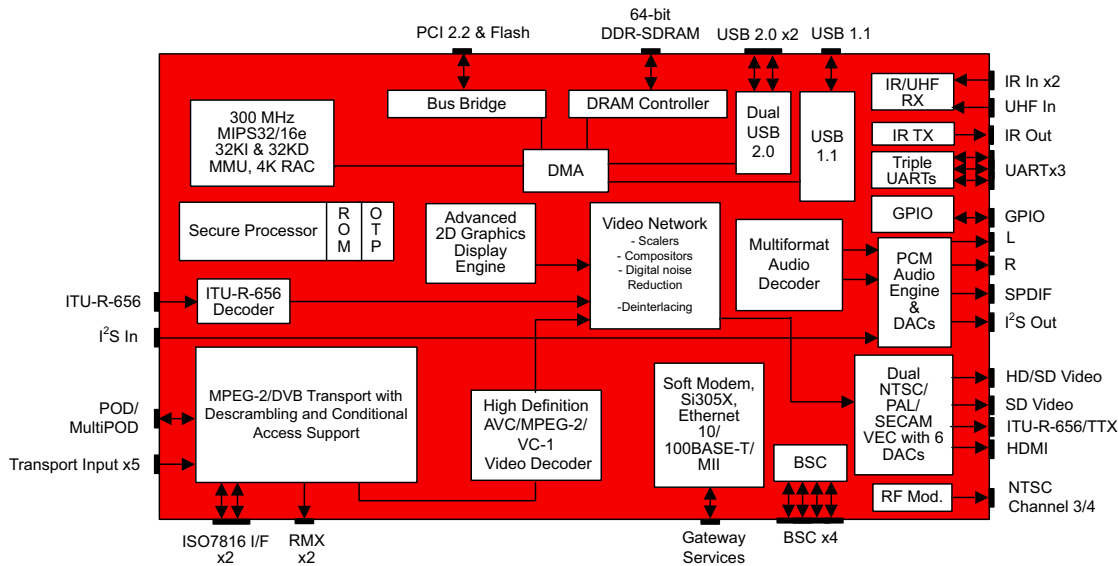 PCI 2.2 & Flash
64-bit
DDR-SDRAM
USB 2.0 x2
USB 1.1
Bus Bridge
DRAM Controller
Dual
USB
2.0
USB
1.1
IR/UHF
RX
IR In x2
UHF In
IR TX
IR Out
Triple
UARTs
UARTx3
GPIO
GPIO
300 MHz
MIPS32/16e
32KI & 32KD
MMU, 4K RAC
DMA
Secure Processor
ROM
OTP
Advanced
2D Graphics
Display
Engine
Video Network
- Scalers
- Compositors
- Digital noise
Reduction
-Deinterlacing
Multiformat
Audio
Decoder
PCM
Audio
Engine
&
DACs
L
R
SPDIF
I²S Out
ITU-R-656
ITU-R-656
Decoder
I²S In
MPEG-2/DVB Transport with
Descrambling and Conditional
Access Support
POD/
MultiPOD
Transport Input x5
High Definition
AVC/MPEG-2/
VC-1
Video Decoder
Soft Modem,
Si305X,
Ethernet
10/
100BASE-T/
MII
BSC
Dual
NTSC/
PAL/
SECAM
VEC with 6
DACs
HD/SD Video
SD Video
ITU-R-656/TTX
HDMI
RF Mod.
NTSC
Channel 3/4
ISO7816 I/F
x2
RMX
x2
Gateway
Services
BSC x4